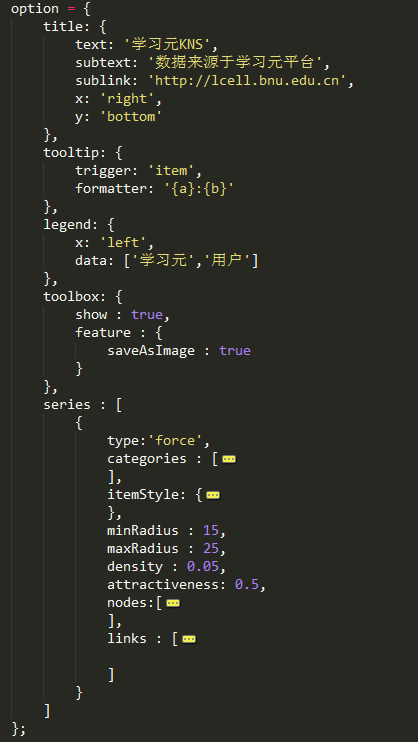 option = {
    title: {
        text: '学习元KNS',
        subtext: '数据来源于学习元平台',
        sublink: 'http://lcell.bnu.edu.cn',
        x: 'right',
        y: 'bottom'
    },
    tooltip: {
        trigger: 'item',
        formatter: '{a}:{b}'
    },
    legend: {
        x: 'left',
        data: ['学习元','用户']
    },
    toolbox: {
        show : true,
        feature : {
            saveAsImage : true
        }
    },
    series : [
        {
            type:'force',
            categories : [
            ],
            itemStyle: {
            },
            minRadius : 15,
            maxRadius : 25,
            density : 0.05,
            attractiveness: 0.5,
            nodes:[
            ],
            links : [
            ]
        }
    ]
};